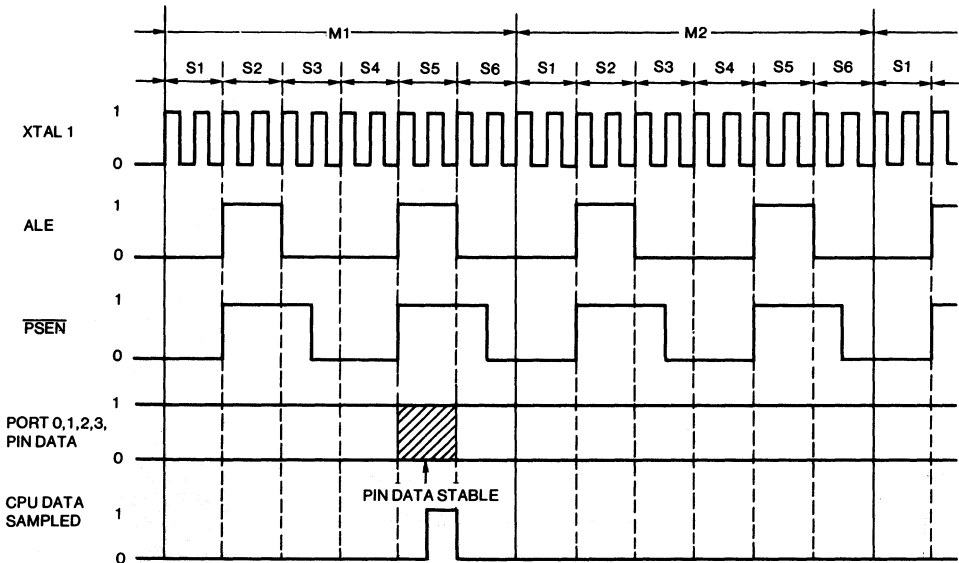 M1 M2
S1 S2 S3 S4 S5 S6 S1 S2 S3 S4 S5 S6 S1
XTAL 1
1
0
ALE
1
0
PSEN
1
0
PORT 0,1,2,3,
PIN DATA
1
0
PIN DATA STABLE
CPU DATA
SAMPLED
1
0